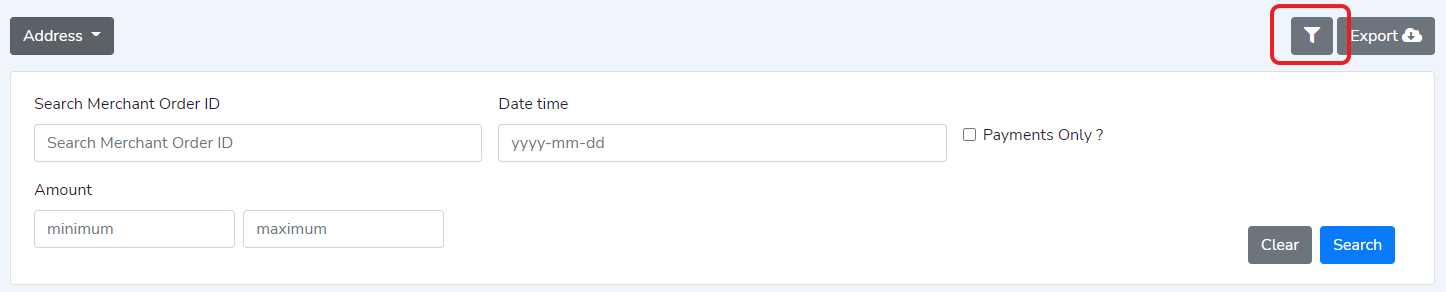 Address
Export
Search Merchant Order ID
Date time
Search Merchant Order ID
yyyy-mm-dd
Payments Only ?
Amount
minimum
maximum
Clear
Search